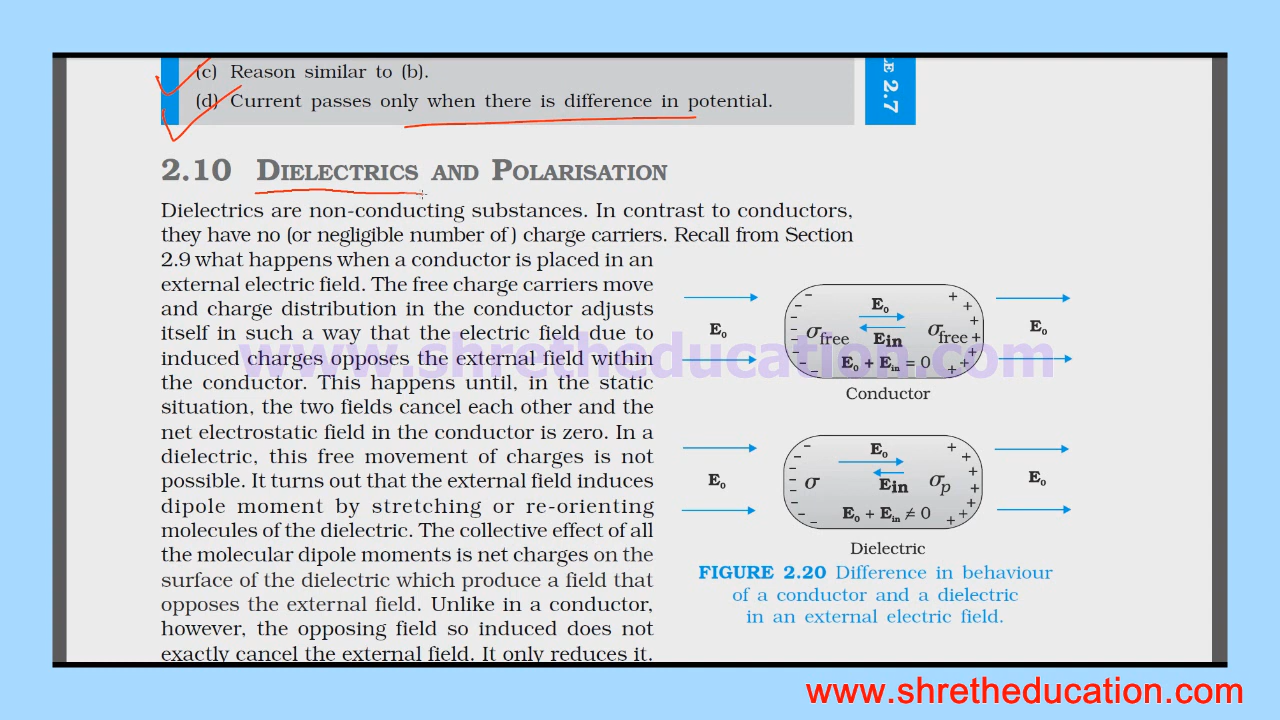 (c) Reason similar to (b).
(d) Current passes only when there is difference in potential.
E 2.7
2.10 DIELECTRICS AND POLARISATION
Dielectrics are non-conducting substances. In contrast to conductors,
they have no (or negligible number of ) charge carriers. Recall from Section
2.9 what happens when a conductor is placed in an
external electric field. The free charge carriers move
and charge distribution in the conductor adjusts
itself in such a way that the electric field due to
induced charges opposes the external field within
the conductor. This happens until, in the static
situation, the two fields cancel each other and the
net electrostatic field in the conductor is zero. In a
dielectric, this free movement of charges is not
possible. It turns out that the external field induces
dipole moment by stretching or re-orienting
molecules of the dielectric. The collective effect of all
the molecular dipole moments is net charges on the
surface of the dielectric which produce a field that
opposes the external field. Unlike in a conductor,
however, the opposing field so induced does not
exactly cancel the external field. It only reduces it.
E₀
E₀
E₀
σfree Ein σfree
E₀ + Ein = 0
Conductor
E₀
E₀
E₀
σ Ein σp
E₀ + Ein ≠ 0
Dielectric
FIGURE 2.20 Difference in behaviour
of a conductor and a dielectric
in an external electric field.
www.shretheducation.com
www.shretheducation.com